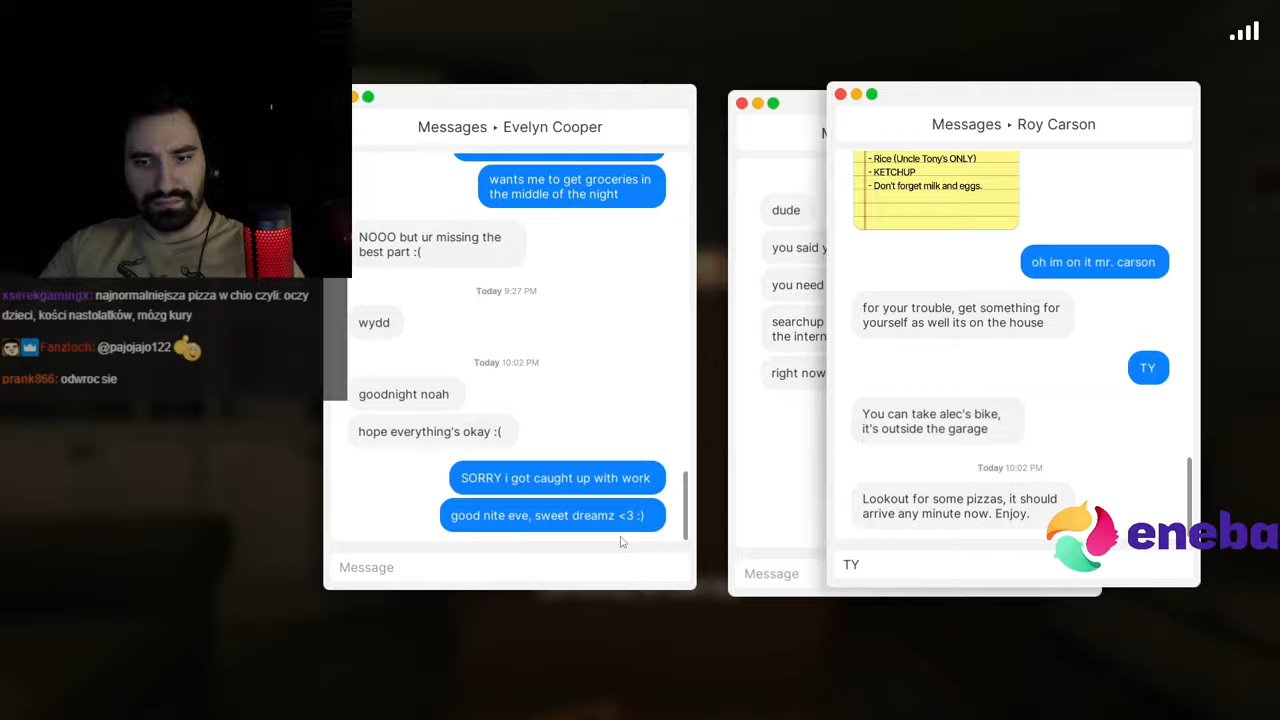 Messages ▸ Evelyn Cooper
wants me to get groceries in
the middle of the night
NOOO but ur missing the
best part :(
Today 9:27 PM
wydd
Today 10:02 PM
goodnight noah
hope everything's okay :(
SORRY i got caught up with work
good nite eve, sweet dreamz <3 :)
Message
xserekgamingx: najnormalniejsza pizza w chio czyli: oczy
dzieci, kości nastolatków, mózg kury
Fanzloch: @pajojajo122
prank866: odwroc sie
M
dude
you said y
you need
searchup
the intern
right now
Message
Messages ▸ Roy Carson
- Rice (Uncle Tony's ONLY)
- KETCHUP
- Don't forget milk and eggs.
oh im on it mr. carson
for your trouble, get something for
yourself as well its on the house
TY
You can take alec's bike,
it's outside the garage
Today 10:02 PM
Lookout for some pizzas, it should
arrive any minute now. Enjoy.
TY
eneba